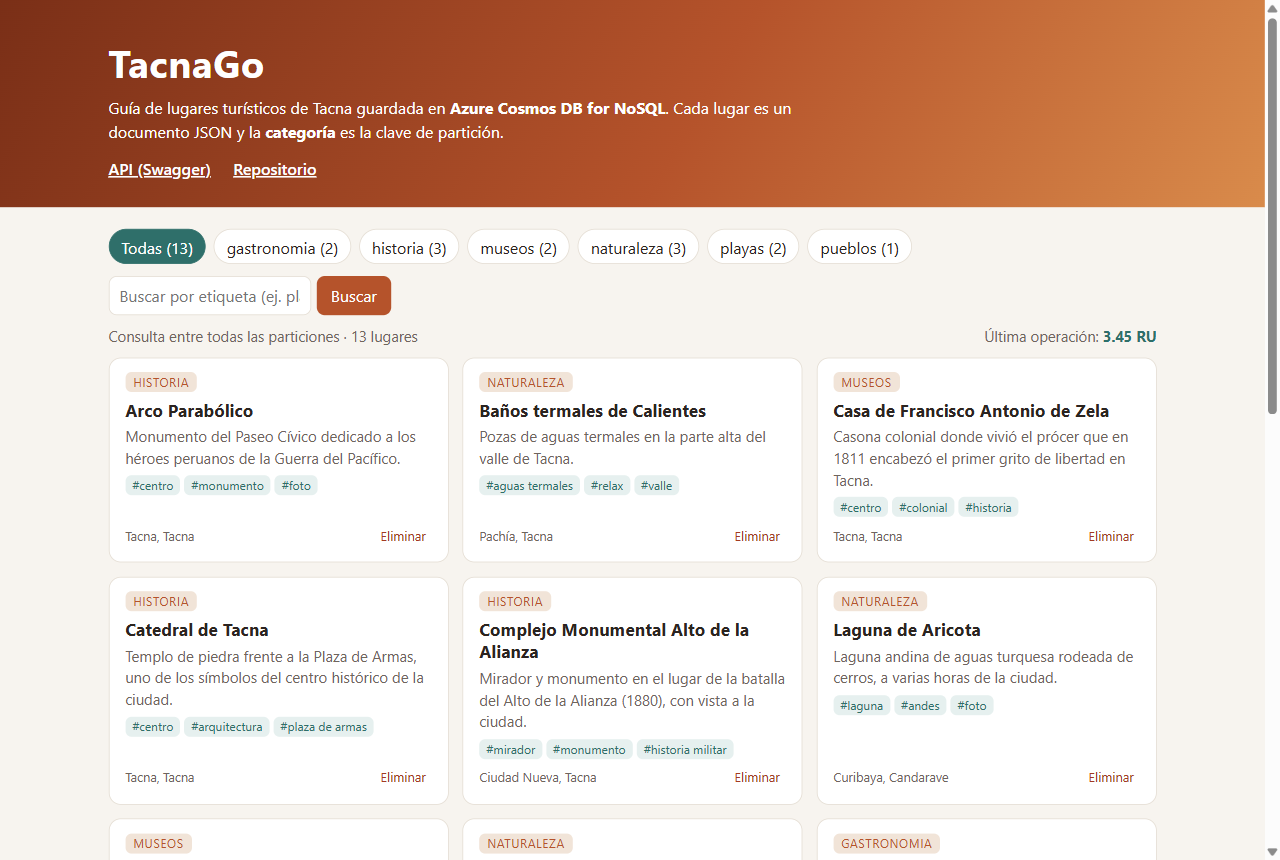 TacnaGo
Guía de lugares turísticos de Tacna guardada en Azure Cosmos DB for NoSQL. Cada lugar es un
documento JSON y la categoría es la clave de partición.
API (Swagger) Repositorio
Todas (13) gastronomia (2) historia (3) museos (2) naturaleza (3) playas (2) pueblos (1)
Buscar por etiqueta (ej. pl Buscar
Consulta entre todas las particiones · 13 lugares Última operación: 3.45 RU
HISTORIA
Arco Parabólico
Monumento del Paseo Cívico dedicado a los
héroes peruanos de la Guerra del Pacífico.
#centro #monumento #foto
Tacna, Tacna Eliminar
NATURALEZA
Baños termales de Calientes
Pozas de aguas termales en la parte alta del
valle de Tacna.
#aguas termales #relax #valle
Pachía, Tacna Eliminar
MUSEOS
Casa de Francisco Antonio de Zela
Casona colonial donde vivió el prócer que en
1811 encabezó el primer grito de libertad en
Tacna.
#centro #colonial #historia
Tacna, Tacna Eliminar
HISTORIA
Catedral de Tacna
Templo de piedra frente a la Plaza de Armas,
uno de los símbolos del centro histórico de la
ciudad.
#centro #arquitectura #plaza de armas
Tacna, Tacna Eliminar
HISTORIA
Complejo Monumental Alto de la
Alianza
Mirador y monumento en el lugar de la batalla
del Alto de la Alianza (1880), con vista a la
ciudad.
#mirador #monumento #historia militar
Ciudad Nueva, Tacna Eliminar
NATURALEZA
Laguna de Aricota
Laguna andina de aguas turquesa rodeada de
cerros, a varias horas de la ciudad.
#laguna #andes #foto
Curibaya, Candarave Eliminar
MUSEOS
NATURALEZA
GASTRONOMIA